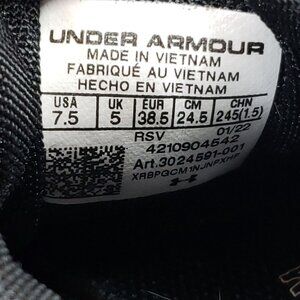 UNDER ARMOUR
MADE IN VIETNAM
FABRIQUÉ AU VIETNAM
HECHO EN VIETNAM
USA UK EUR CM CHN
7.5 5 38.5 24.5 245(1.5)
RSV 01/22
4210904542
Art.3024591-001